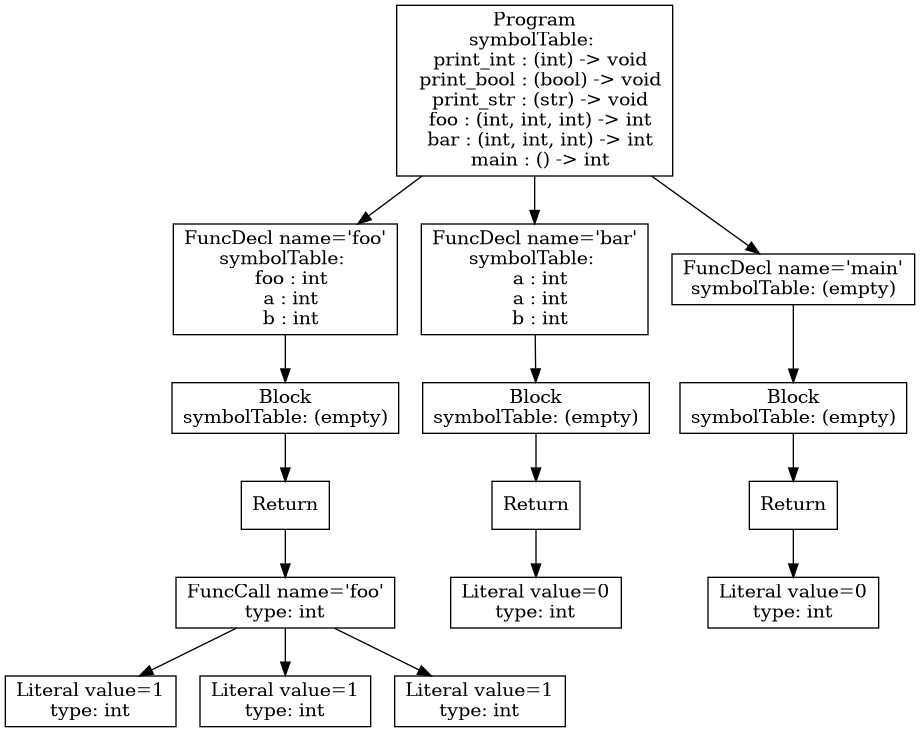 Program
symbolTable:
print_int : (int) -> void
print_bool : (bool) -> void
print_str : (str) -> void
foo : (int, int, int) -> int
bar : (int, int, int) -> int
main : () -> int
FuncDecl name='foo'
symbolTable:
foo : int
a : int
b : int
FuncDecl name='bar'
symbolTable:
a : int
a : int
b : int
FuncDecl name='main'
symbolTable: (empty)
Block
symbolTable: (empty)
Block
symbolTable: (empty)
Block
symbolTable: (empty)
Return
Return
Return
FuncCall name='foo'
type: int
Literal value=0
type: int
Literal value=0
type: int
Literal value=1
type: int
Literal value=1
type: int
Literal value=1
type: int